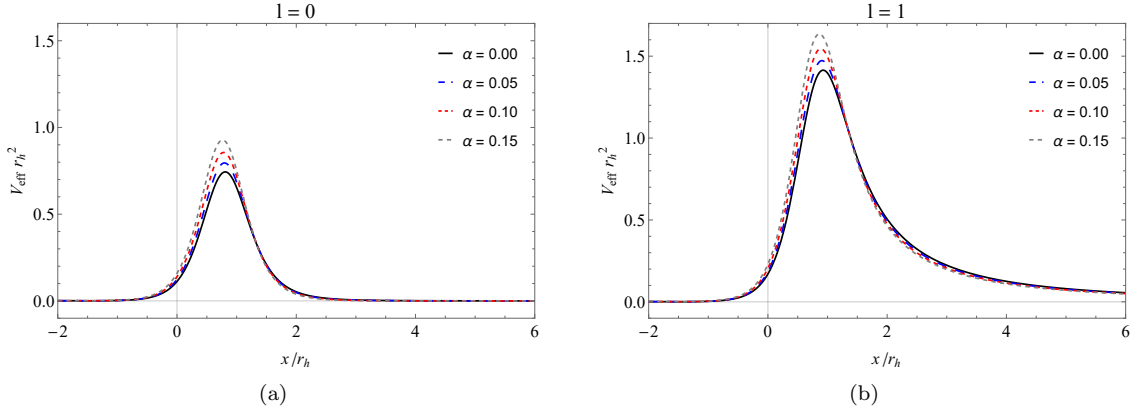 l = 0
1.5
1.0
0.5
0.0
V_eff r_h^2
α = 0.00
α = 0.05
α = 0.10
α = 0.15
−2 0 2 4 6
x/r_h
(a)
l = 1
1.5
1.0
0.5
0.0
V_eff r_h^2
α = 0.00
α = 0.05
α = 0.10
α = 0.15
−2 0 2 4 6
x/r_h
(b)